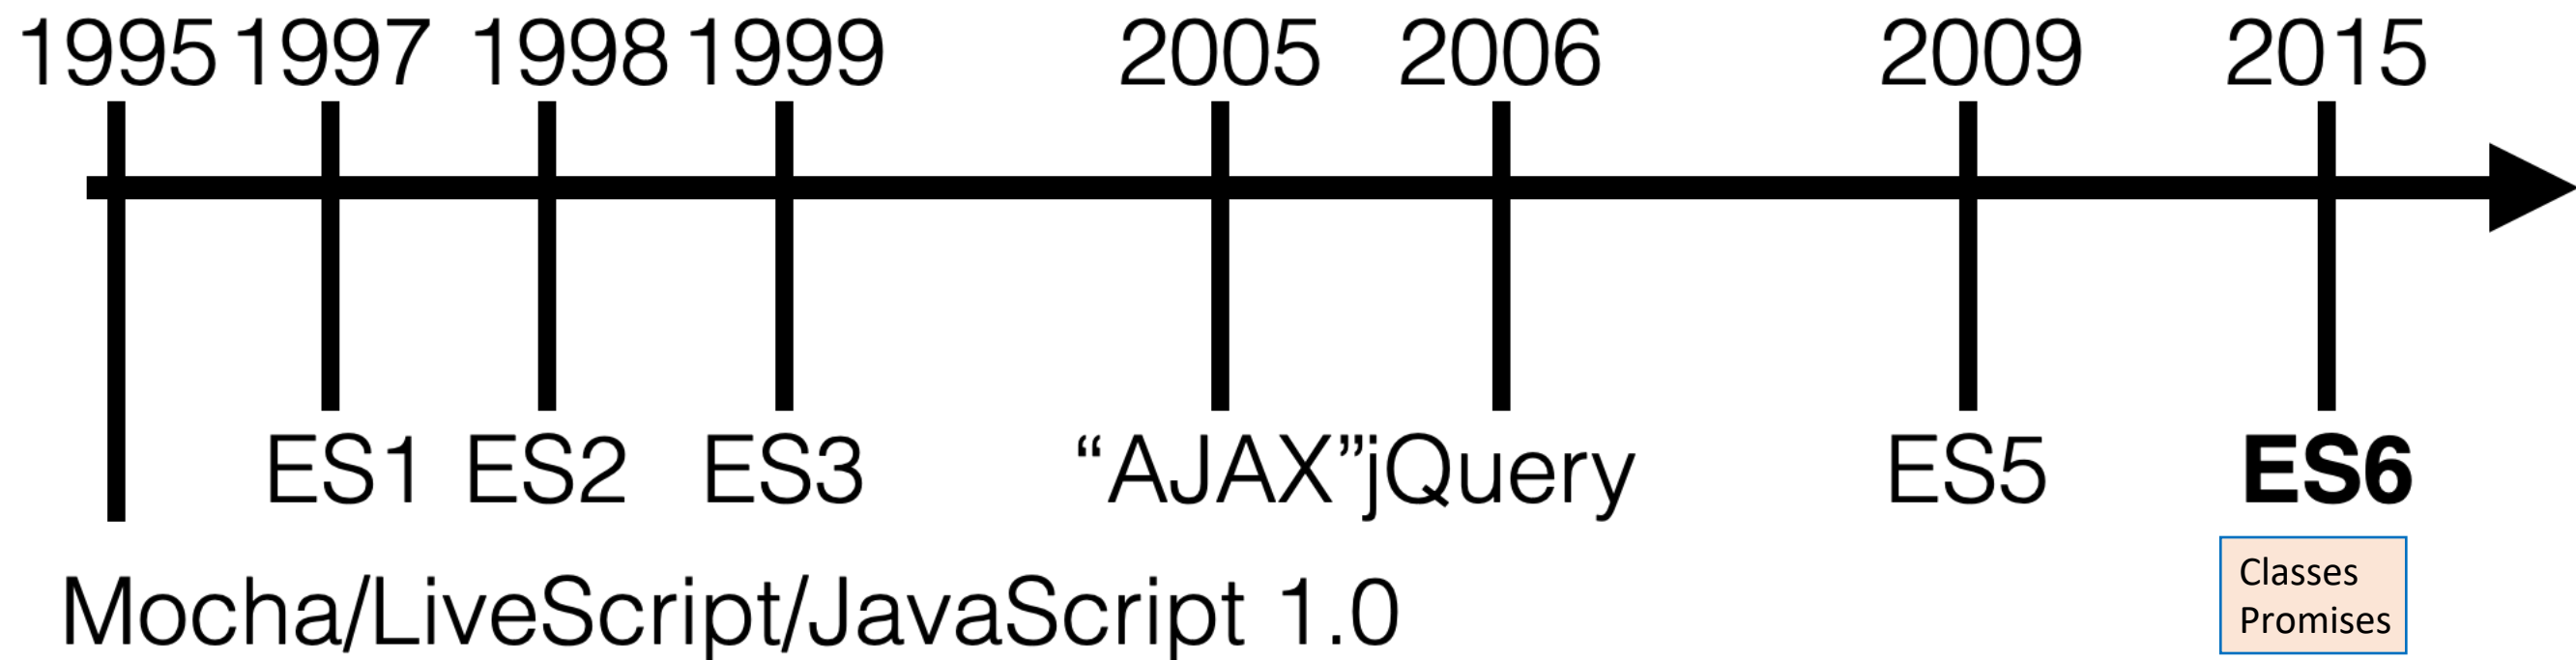 1995 1997 1998 1999 2005 2006 2009 2015
ES1 ES2 ES3 “AJAX” jQuery ES5 ES6
Mocha/LiveScript/JavaScript 1.0
Classes
Promises